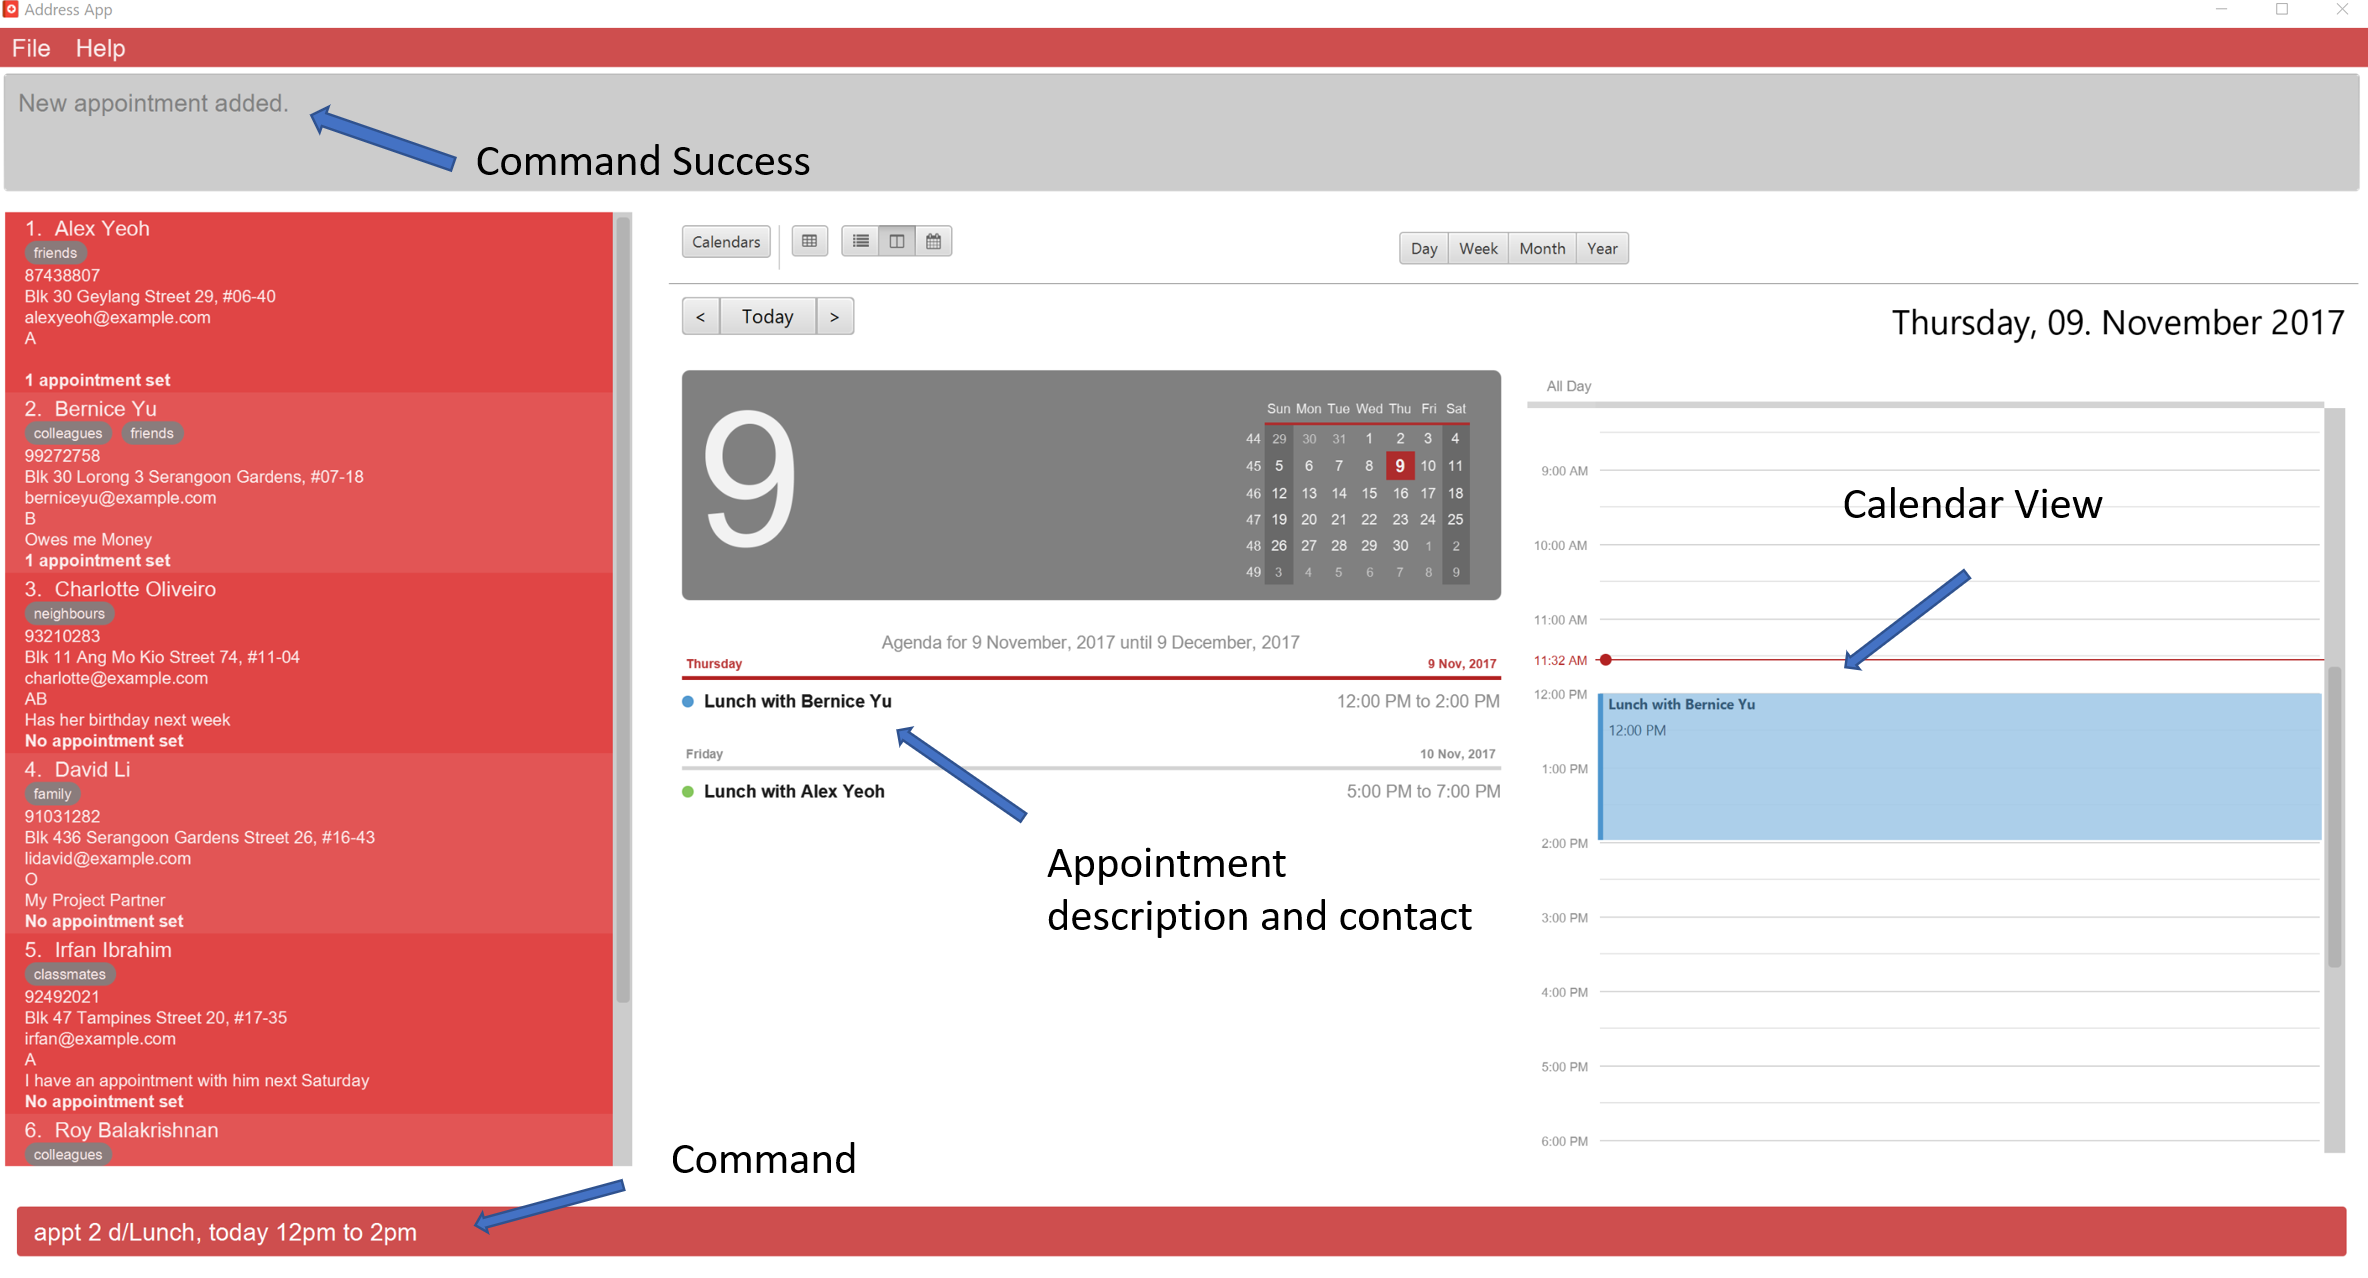 Address App
File Help
New appointment added.
Command Success
1. Alex Yeoh
friends
87438807
Blk 30 Geylang Street 29, #06-40
alexyeoh@example.com
A
1 appointment set
2. Bernice Yu
colleagues friends
99272758
Blk 30 Lorong 3 Serangoon Gardens, #07-18
berniceyu@example.com
B
Owes me Money
1 appointment set
3. Charlotte Oliveiro
neighbours
93210283
Blk 11 Ang Mo Kio Street 74, #11-04
charlotte@example.com
AB
Has her birthday next week
No appointment set
4. David Li
family
91031282
Blk 436 Serangoon Gardens Street 26, #16-43
lidavid@example.com
O
My Project Partner
No appointment set
5. Irfan Ibrahim
classmates
92492021
Blk 47 Tampines Street 20, #17-35
irfan@example.com
A
I have an appointment with him next Saturday
No appointment set
6. Roy Balakrishnan
colleagues
Calendars
Day Week Month Year
< Today >
Thursday, 09. November 2017
9
Sun Mon Tue Wed Thu Fri Sat
44 29 30 31 1 2 3 4
45 5 6 7 8 9 10 11
46 12 13 14 15 16 17 18
47 19 20 21 22 23 24 25
48 26 27 28 29 30 1 2
49 3 4 5 6 7 8 9
Agenda for 9 November, 2017 until 9 December, 2017
Thursday 9 Nov, 2017
Lunch with Bernice Yu 12:00 PM to 2:00 PM
Friday 10 Nov, 2017
Lunch with Alex Yeoh 5:00 PM to 7:00 PM
Appointment
description and contact
All Day
9:00 AM
Calendar View
10:00 AM
11:00 AM
11:32 AM
12:00 PM
Lunch with Bernice Yu
12:00 PM
1:00 PM
2:00 PM
3:00 PM
4:00 PM
5:00 PM
6:00 PM
Command
appt 2 d/Lunch, today 12pm to 2pm